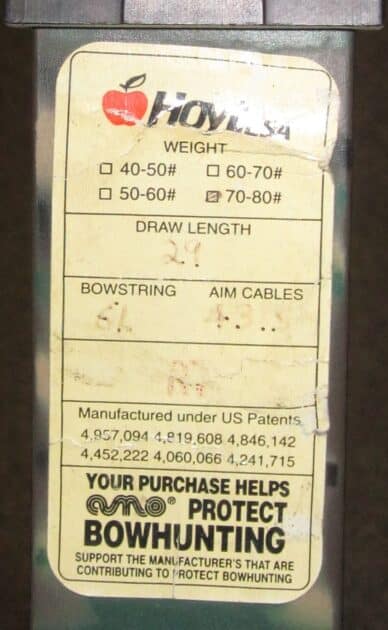 Hoyt USA
WEIGHT
☐ 40-50# ☐ 60-70#
☐ 50-60# ☒ 70-80#
DRAW LENGTH
29
BOWSTRING AIM CABLES
Manufactured under US Patents
4,957,094 4,819,608 4,846,142
4,452,222 4,060,066 4,241,715
YOUR PURCHASE HELPS
amo® PROTECT
BOWHUNTING
SUPPORT THE MANUFACTURER'S THAT ARE
CONTRIBUTING TO PROTECT BOWHUNTING